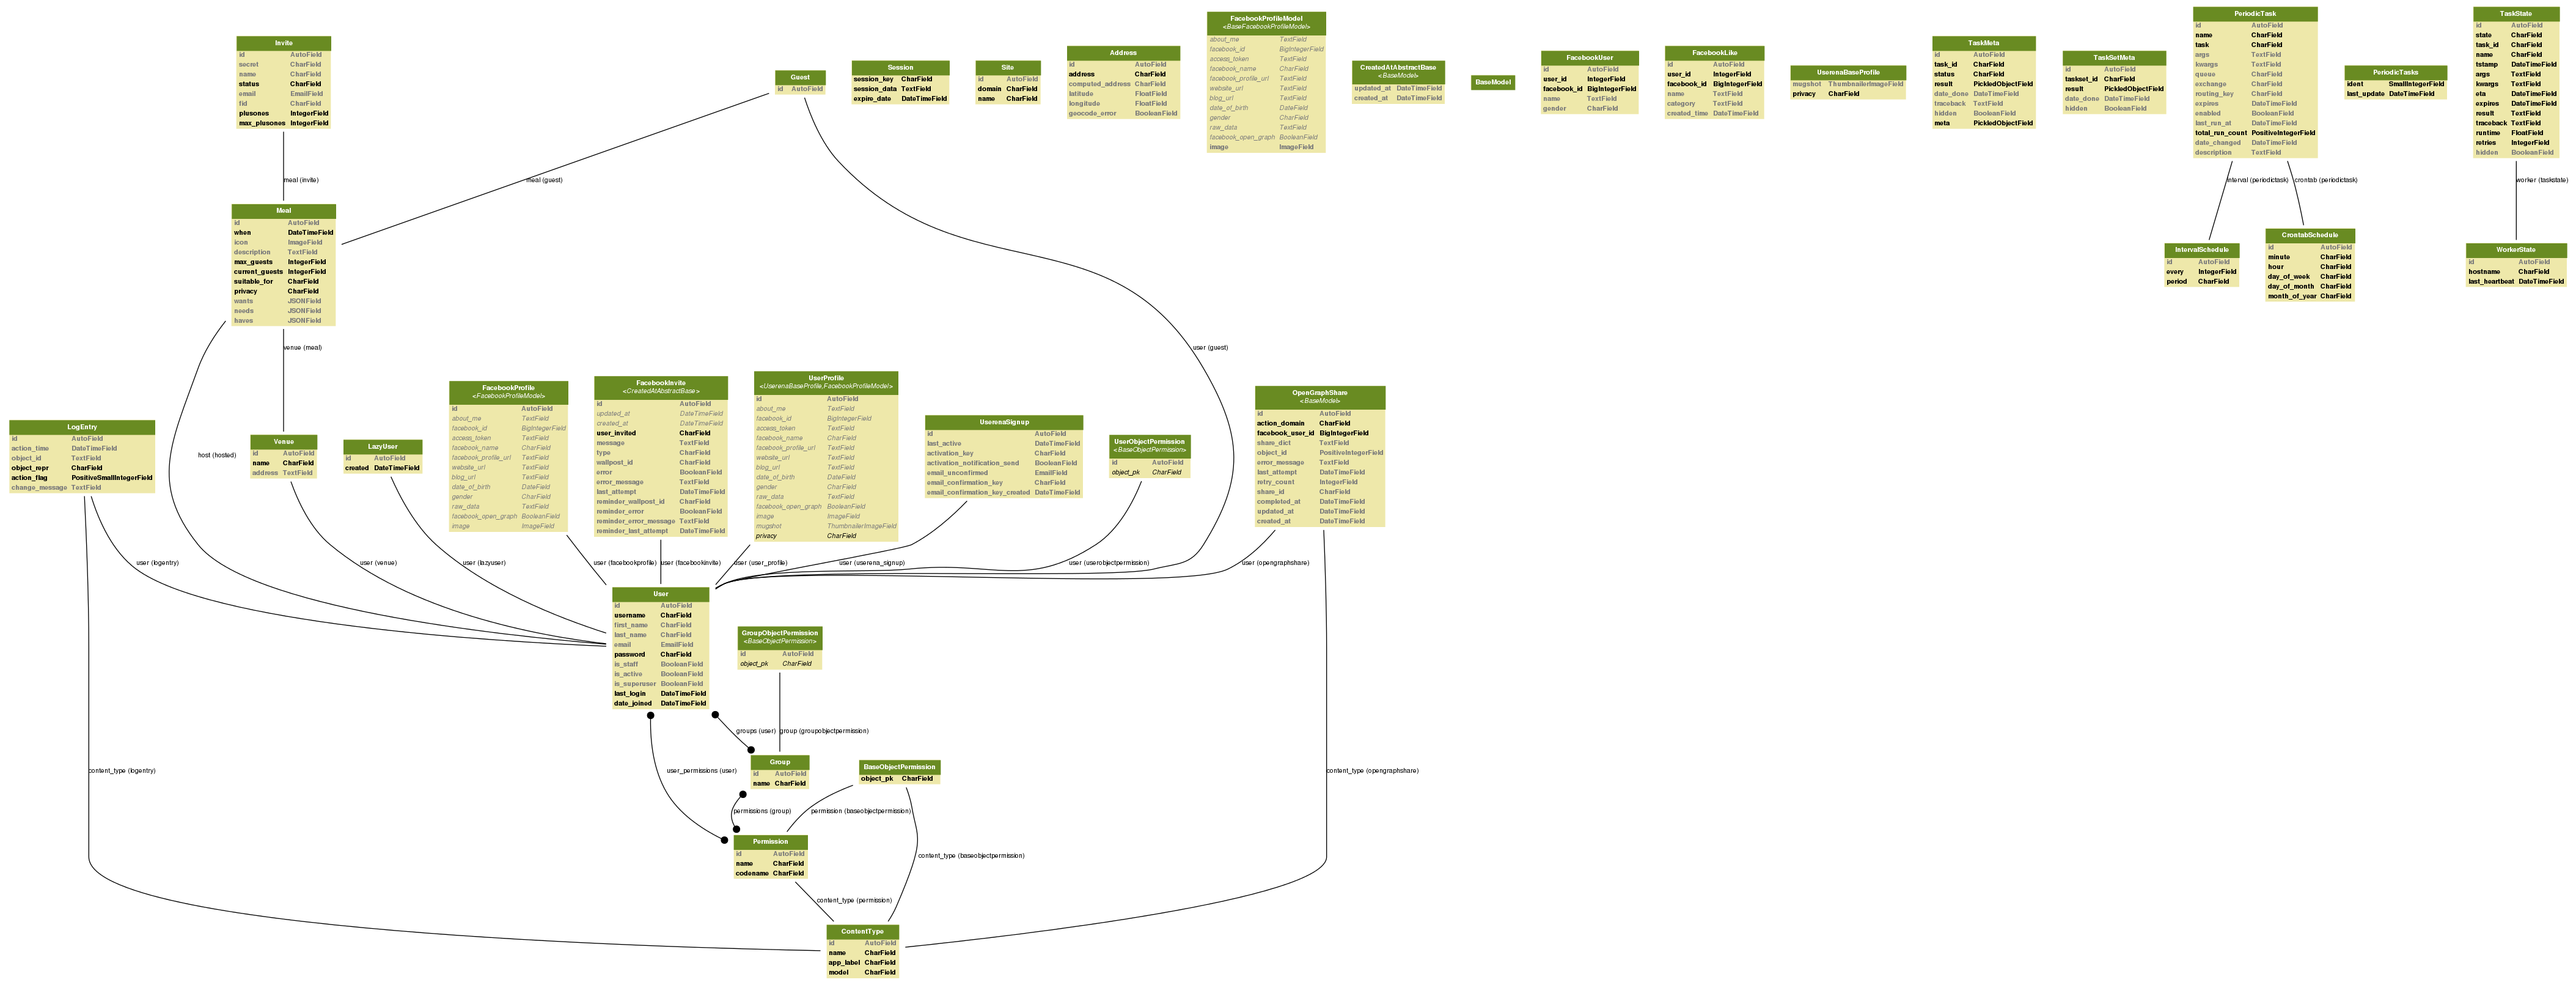 Invite
id AutoField
secret CharField
name CharField
status CharField
email EmailField
fid CharField
plusones IntegerField
max_plusones IntegerField
Guest
id AutoField
Session
session_key CharField
session_data TextField
expire_date DateTimeField
Site
id AutoField
domain CharField
name CharField
Address
id AutoField
address CharField
computed_address CharField
latitude FloatField
longitude FloatField
geocode_error BooleanField
FacebookProfileModel
<BaseFacebookProfileModel>
about_me TextField
facebook_id BigIntegerField
access_token TextField
facebook_name CharField
facebook_profile_url TextField
website_url TextField
blog_url TextField
date_of_birth DateField
gender CharField
raw_data TextField
facebook_open_graph BooleanField
image ImageField
CreatedAtAbstractBase
<BaseModel>
updated_at DateTimeField
created_at DateTimeField
BaseModel
FacebookUser
id AutoField
user_id IntegerField
facebook_id BigIntegerField
name TextField
gender CharField
FacebookLike
id AutoField
user_id IntegerField
facebook_id BigIntegerField
name TextField
category TextField
created_time DateTimeField
UserenaBaseProfile
mugshot ThumbnailerImageField
privacy CharField
TaskMeta
id AutoField
task_id CharField
status CharField
result PickledObjectField
date_done DateTimeField
traceback TextField
hidden BooleanField
meta PickledObjectField
TaskSetMeta
id AutoField
taskset_id CharField
result PickledObjectField
date_done DateTimeField
hidden BooleanField
PeriodicTask
id AutoField
name CharField
task CharField
args TextField
kwargs TextField
queue CharField
exchange CharField
routing_key CharField
expires DateTimeField
enabled BooleanField
last_run_at DateTimeField
total_run_count PositiveIntegerField
date_changed DateTimeField
description TextField
PeriodicTasks
ident SmallIntegerField
last_update DateTimeField
TaskState
id AutoField
state CharField
task_id CharField
name CharField
tstamp DateTimeField
args TextField
kwargs TextField
eta DateTimeField
expires DateTimeField
result TextField
traceback TextField
runtime FloatField
retries IntegerField
hidden BooleanField
meal (invite)
meal (guest)
interval (periodictask)
crontab (periodictask)
worker (taskstate)
Meal
id AutoField
when DateTimeField
icon ImageField
description TextField
max_guests IntegerField
current_guests IntegerField
suitable_for CharField
privacy CharField
wants JSONField
needs JSONField
haves JSONField
IntervalSchedule
id AutoField
every IntegerField
period CharField
CrontabSchedule
id AutoField
minute CharField
hour CharField
day_of_week CharField
day_of_month CharField
month_of_year CharField
WorkerState
id AutoField
hostname CharField
last_heartbeat DateTimeField
venue (meal)
user (guest)
LogEntry
id AutoField
action_time DateTimeField
object_id TextField
object_repr CharField
action_flag PositiveSmallIntegerField
change_message TextField
host (hosted)
Venue
id AutoField
name CharField
address TextField
LazyUser
id AutoField
created DateTimeField
FacebookProfile
<FacebookProfileModel>
id AutoField
about_me TextField
facebook_id BigIntegerField
access_token TextField
facebook_name CharField
facebook_profile_url TextField
website_url TextField
blog_url TextField
date_of_birth DateField
gender CharField
raw_data TextField
facebook_open_graph BooleanField
image ImageField
FacebookInvite
<CreatedAtAbstractBase>
id AutoField
updated_at DateTimeField
created_at DateTimeField
user_invited CharField
message TextField
type CharField
wallpost_id CharField
error BooleanField
error_message TextField
last_attempt DateTimeField
reminder_wallpost_id CharField
reminder_error BooleanField
reminder_error_message TextField
reminder_last_attempt DateTimeField
UserProfile
<UserenaBaseProfile,FacebookProfileModel>
id AutoField
about_me TextField
facebook_id BigIntegerField
access_token TextField
facebook_name CharField
facebook_profile_url TextField
website_url TextField
blog_url TextField
date_of_birth DateField
gender CharField
raw_data TextField
facebook_open_graph BooleanField
image ImageField
mugshot ThumbnailerImageField
privacy CharField
UserenaSignup
id AutoField
last_active DateTimeField
activation_key CharField
activation_notification_send BooleanField
email_unconfirmed EmailField
email_confirmation_key CharField
email_confirmation_key_created DateTimeField
UserObjectPermission
<BaseObjectPermission>
id AutoField
object_pk CharField
OpenGraphShare
<BaseModel>
id AutoField
action_domain CharField
facebook_user_id BigIntegerField
share_dict TextField
object_id PositiveIntegerField
error_message TextField
last_attempt DateTimeField
retry_count IntegerField
share_id CharField
completed_at DateTimeField
updated_at DateTimeField
created_at DateTimeField
user (logentry)
user (venue)
user (lazyuser)
user (facebookprofile)
user (facebookinvite)
user (user_profile)
user (userena_signup)
user (userobjectpermission)
user (opengraphshare)
User
id AutoField
username CharField
first_name CharField
last_name CharField
email EmailField
password CharField
is_staff BooleanField
is_active BooleanField
is_superuser BooleanField
last_login DateTimeField
date_joined DateTimeField
GroupObjectPermission
<BaseObjectPermission>
id AutoField
object_pk CharField
groups (user)
group (groupobjectpermission)
content_type (logentry)
user_permissions (user)
Group
id AutoField
name CharField
BaseObjectPermission
object_pk CharField
content_type (opengraphshare)
permissions (group)
permission (baseobjectpermission)
Permission
id AutoField
name CharField
codename CharField
content_type (baseobjectpermission)
content_type (permission)
ContentType
id AutoField
name CharField
app_label CharField
model CharField